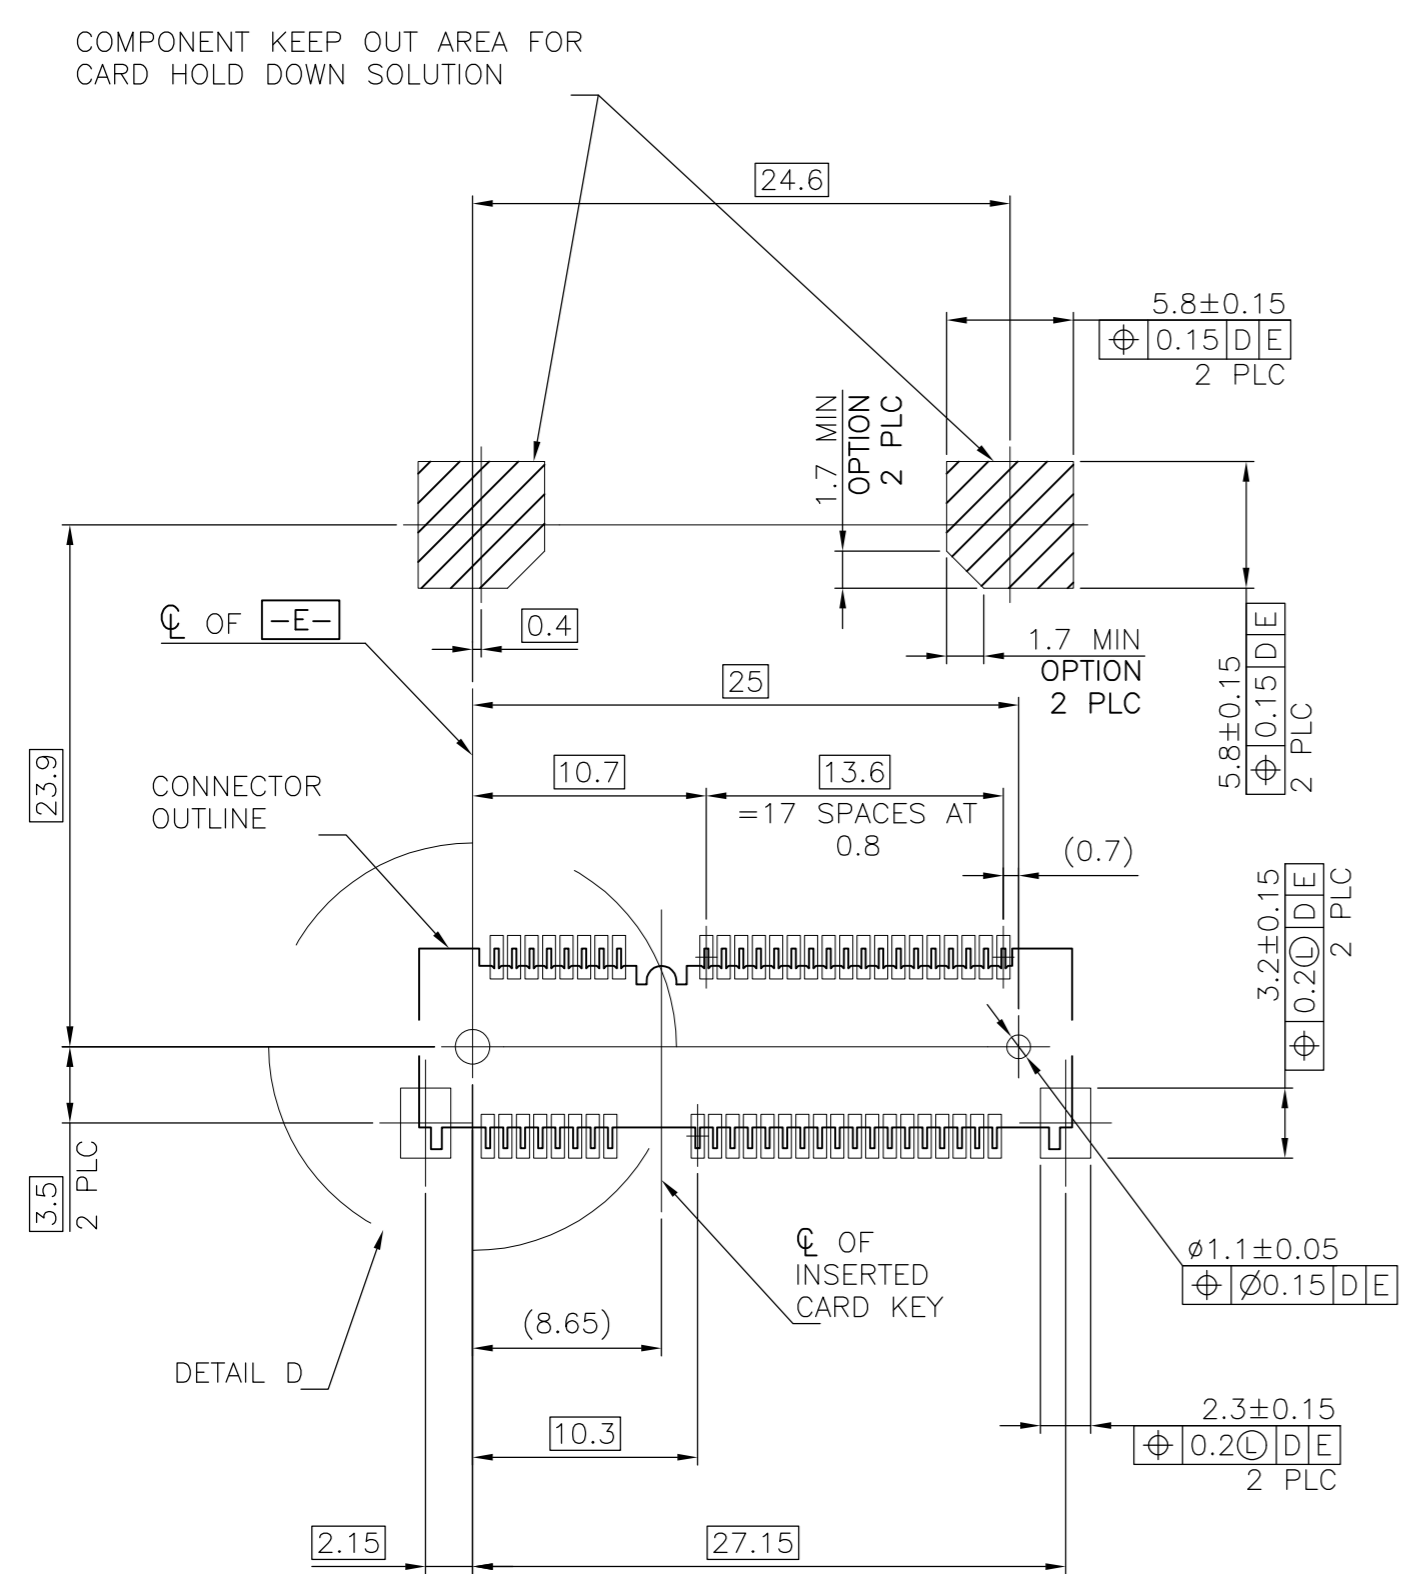 COMPONENT KEEP OUT AREA FOR
CARD HOLD DOWN SOLUTION
24.6
5.8±0.15
⌖ 0.15 D E
2 PLC
1.7 MIN
OPTION
2 PLC
℄ OF -E-
0.4
1.7 MIN
OPTION
2 PLC
25
5.8±0.15
⌖ 0.15 D E
2 PLC
23.9
CONNECTOR
OUTLINE
10.7
13.6
=17 SPACES AT
0.8
(0.7)
3.2±0.15
⌖ 0.2Ⓛ D E
2 PLC
3.5
2 PLC
℄ OF
INSERTED
CARD KEY
ø1.1±0.05
⌖ Ø0.15 D E
(8.65)
DETAIL D
10.3
2.3±0.15
⌖ 0.2Ⓛ D E
2 PLC
2.15
27.15